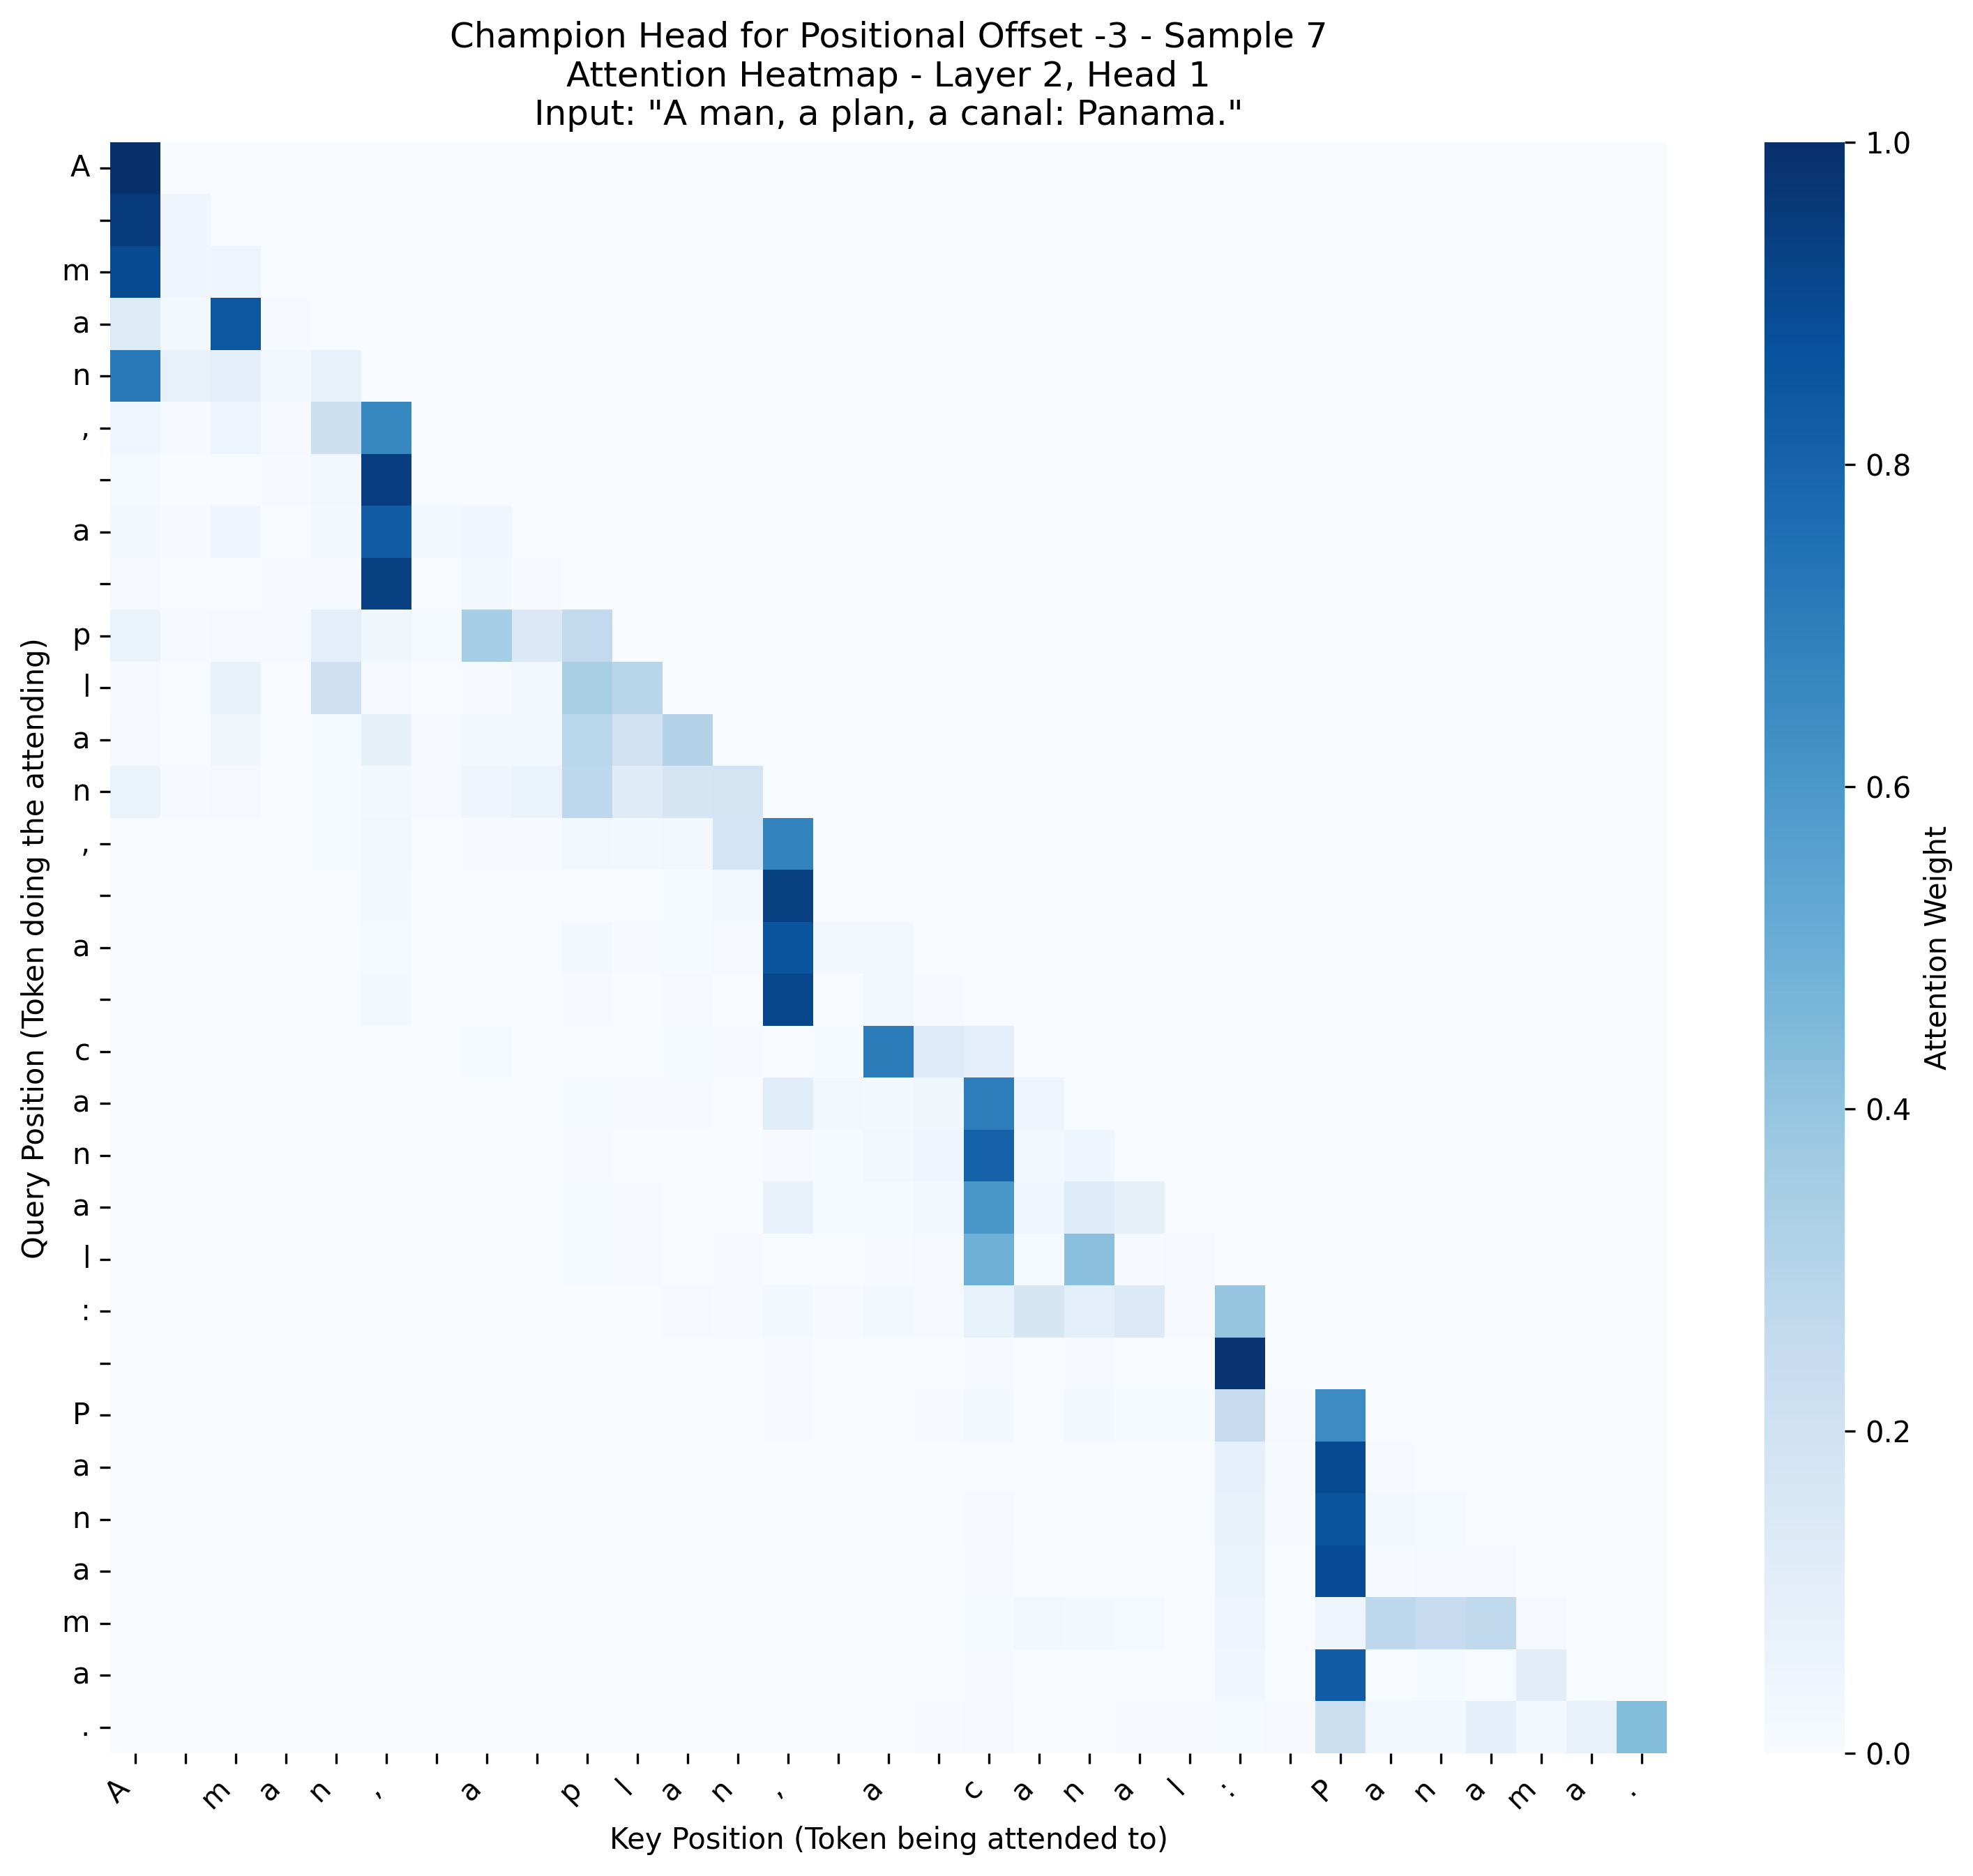 Champion Head for Positional Offset -3 - Sample 7
Attention Heatmap - Layer 2, Head 1
Input: "A man, a plan, a canal: Panama."
A
m
a
n
,
a
p
l
a
n
,
a
c
a
n
a
l
:
P
a
n
a
m
a
.
Query Position (Token doing the attending)
A m a n , a p l a n , a c a n a l : P a n a m a .
Key Position (Token being attended to)
1.0
0.8
0.6
0.4
0.2
0.0
Attention Weight